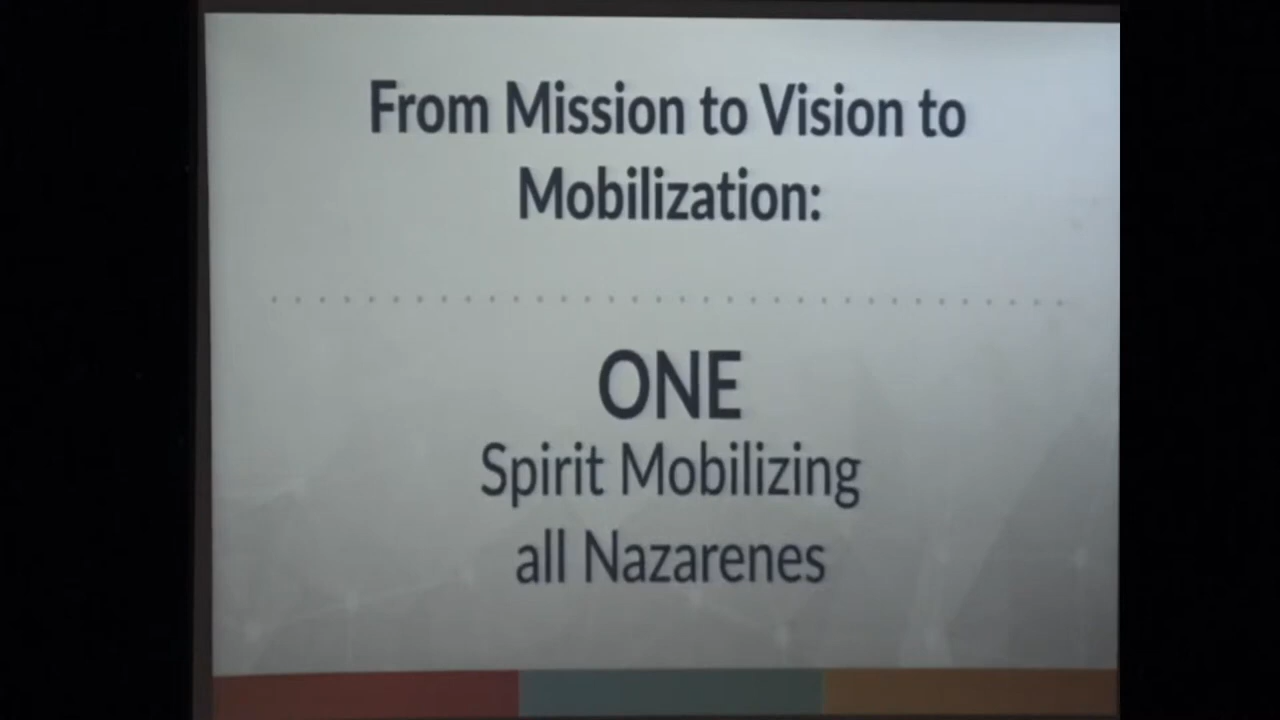 From Mission to Vision to
Mobilization:
ONE
Spirit Mobilizing
all Nazarenes